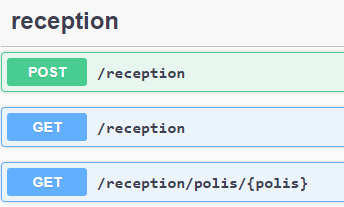 reception
POST /reception
GET /reception
GET /reception/polis/{polis}